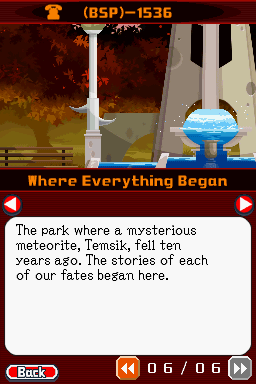 (BSP)-1536
Where Everything Began
The park where a mysterious
meteorite, Temsik, fell ten
years ago. The stories of each
of our fates began here.
Back
06/06